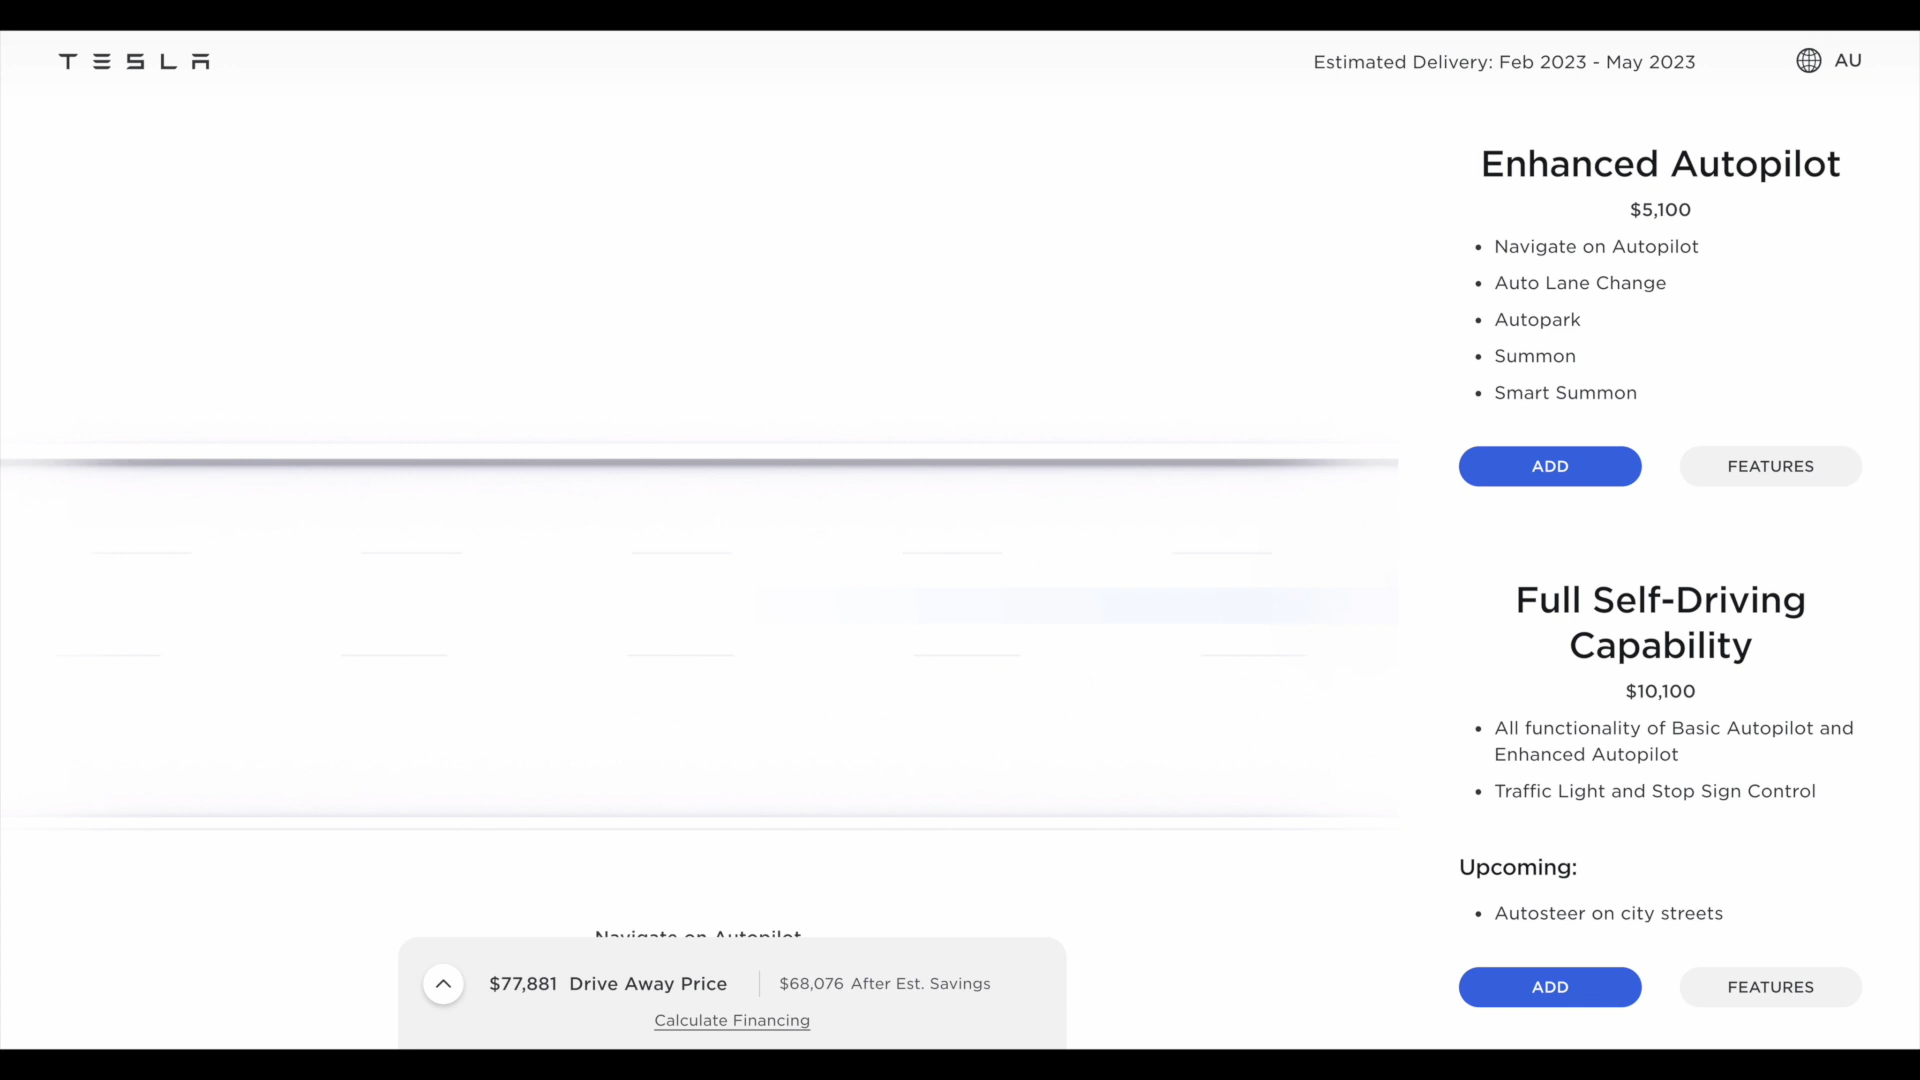 TESLA
Estimated Delivery: Feb 2023 - May 2023
AU
Enhanced Autopilot
$5,100
• Navigate on Autopilot
• Auto Lane Change
• Autopark
• Summon
• Smart Summon
ADD
FEATURES
Full Self-Driving
Capability
$10,100
• All functionality of Basic Autopilot and
Enhanced Autopilot
• Traffic Light and Stop Sign Control
Upcoming:
• Autosteer on city streets
ADD
FEATURES
Navigate on Autopilot
$77,881 Drive Away Price
$68,076 After Est. Savings
Calculate Financing